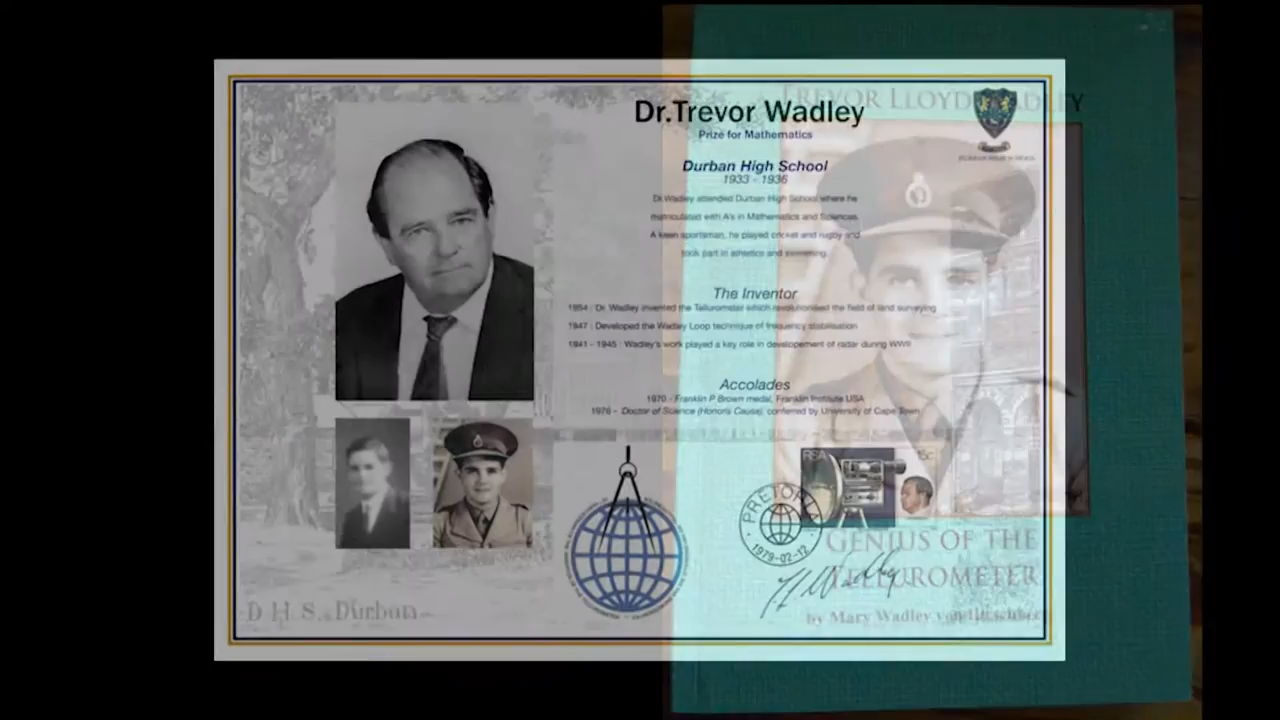 TREVOR LLOYD WADLEY
Dr.Trevor Wadley
Prize for Mathematics
Durban High School
1933 - 1936
Dr Wadley attended Durban High School where he
matriculated with A's in Mathematics and Sciences.
A keen sportsman, he played cricket and rugby and
took part in athletics and swimming.
The Inventor
1954 : Dr. Wadley invented the Tellurometer which revolutionised the field of land surveying
1947 : Developed the Wadley Loop technique of frequency stabilisation
1941 - 1945 : Wadley's work played a key role in developement of radar during WWII
Accolades
1970 - Franklin P Brown medal, Franklin Institute USA
1976 - Doctor of Science (Honoris Causa), conferred by University of Cape Town
RSA 15c
PRETORIA
1979-02-12
GENIUS OF THE
TELLUROMETER
by Mary Wadley von
D H S. Durban